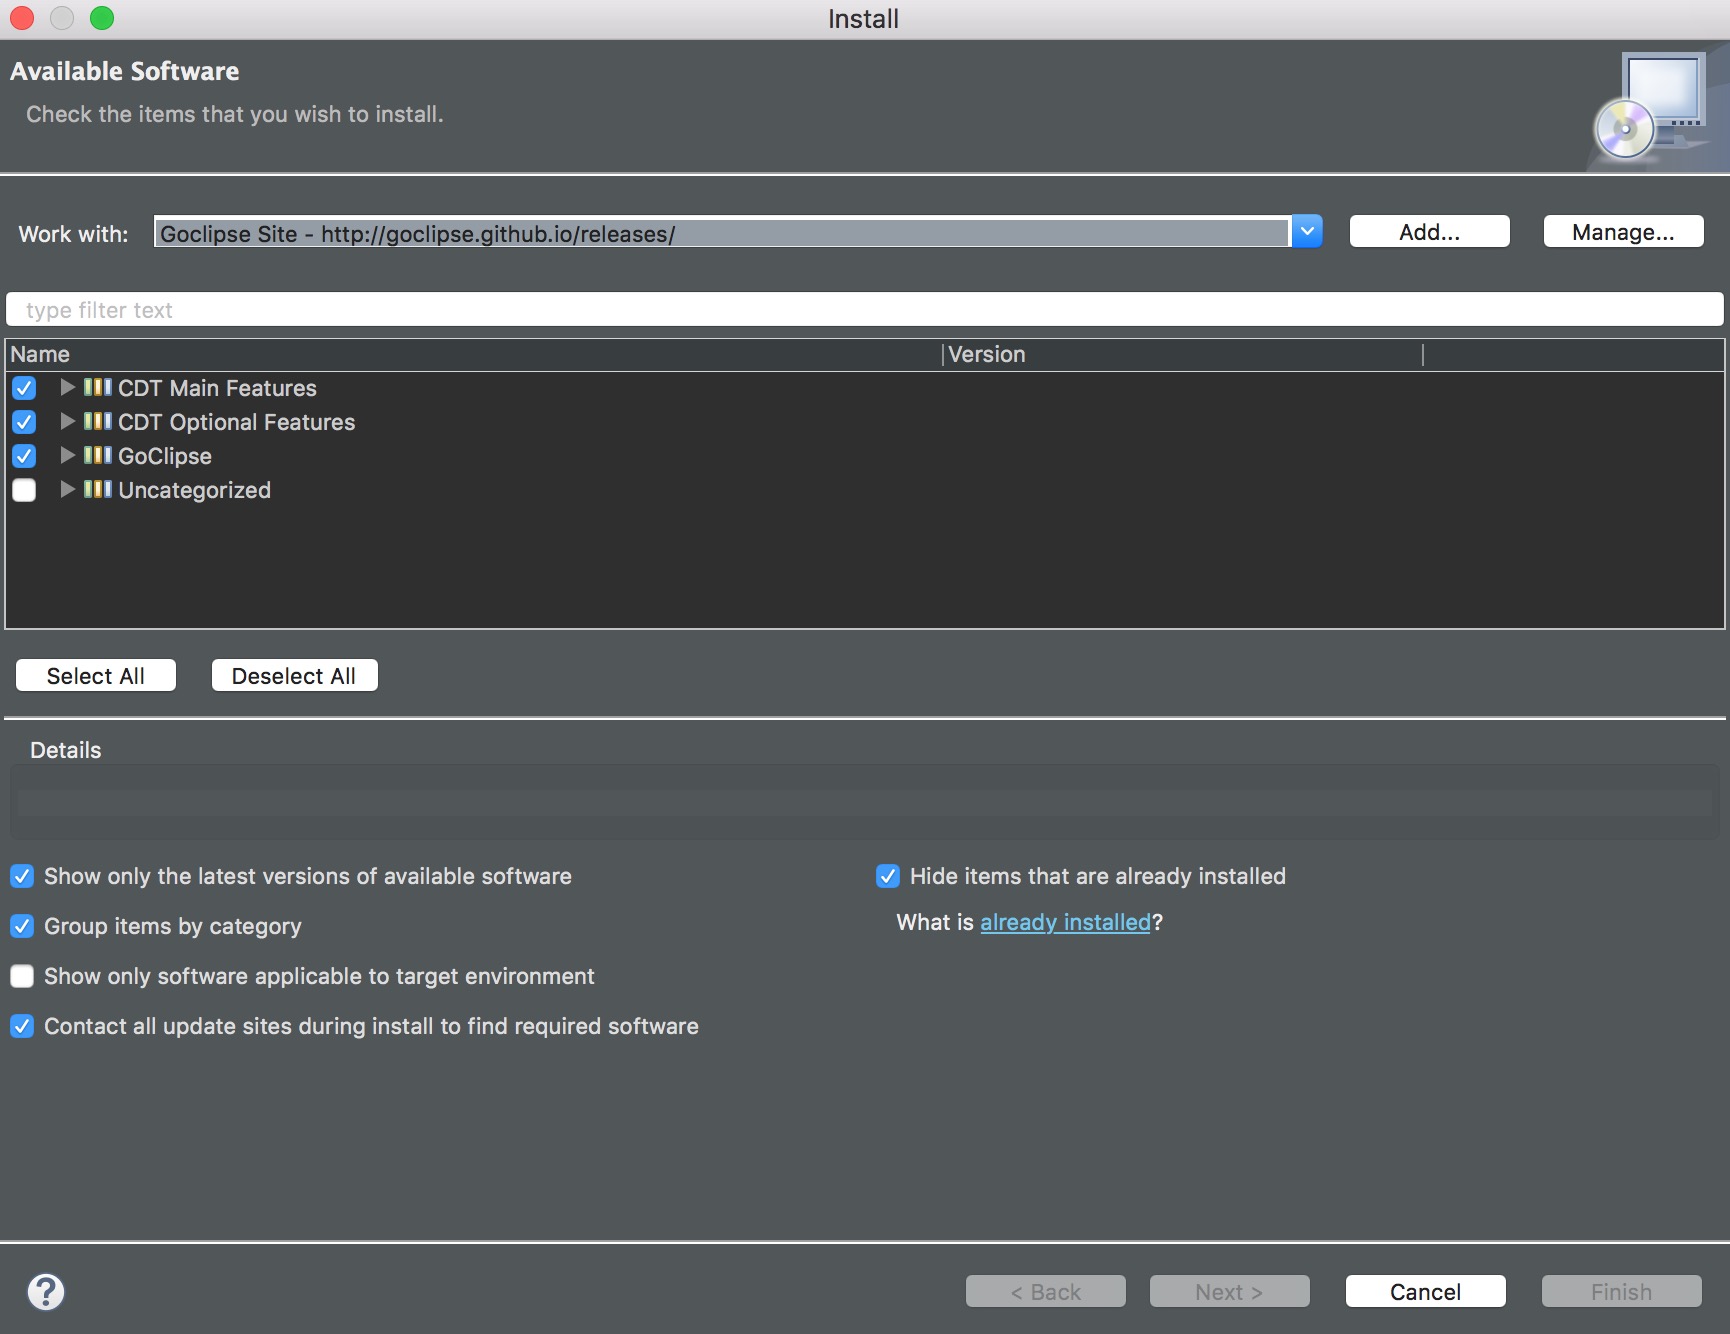 Install
Available Software
Check the items that you wish to install.
Work with: Goclipse Site - http://goclipse.github.io/releases/ Add... Manage...
type filter text
Name Version
CDT Main Features
CDT Optional Features
GoClipse
Uncategorized
Select All Deselect All
Details
Show only the latest versions of available software Hide items that are already installed
Group items by category What is already installed?
Show only software applicable to target environment
Contact all update sites during install to find required software
? < Back Next > Cancel Finish